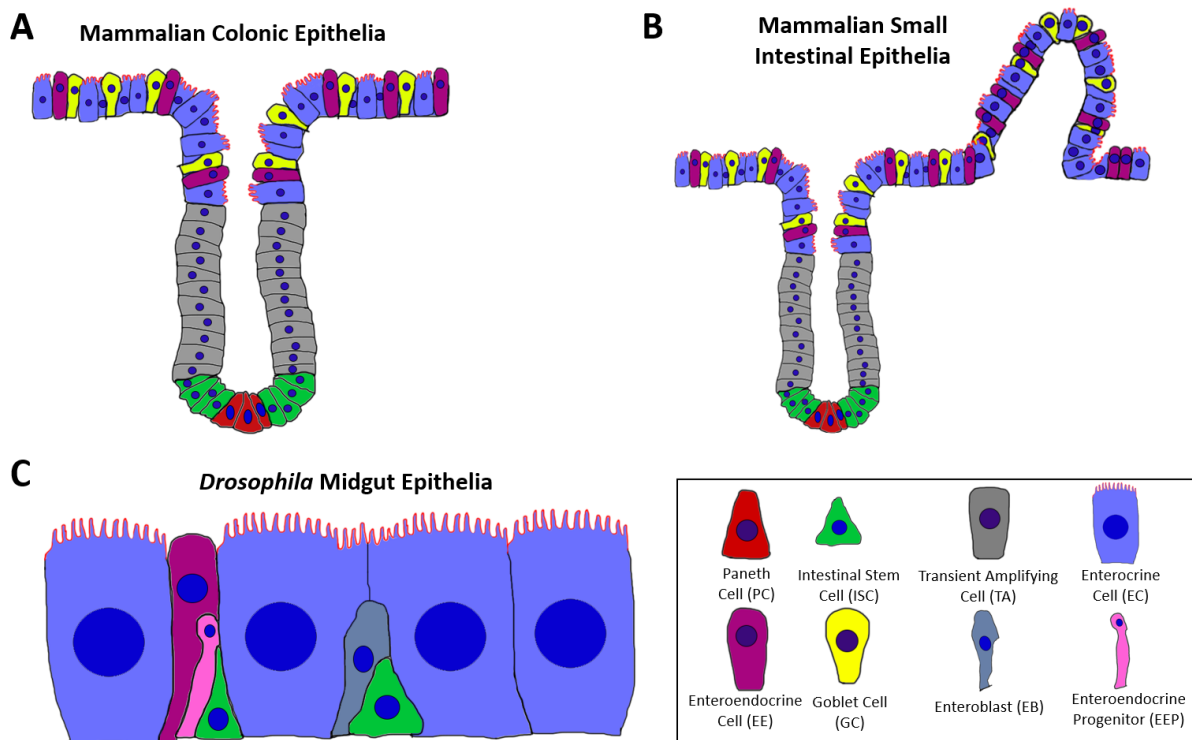 A
Mammalian Colonic Epithelia
B
Mammalian Small
Intestinal Epithelia
C
Drosophila Midgut Epithelia
Paneth
Cell (PC)
Intestinal Stem
Cell (ISC)
Transient Amplifying
Cell (TA)
Enterocrine
Cell (EC)
Enteroendocrine
Cell (EE)
Goblet Cell
(GC)
Enteroblast (EB)
Enteroendocrine
Progenitor (EEP)